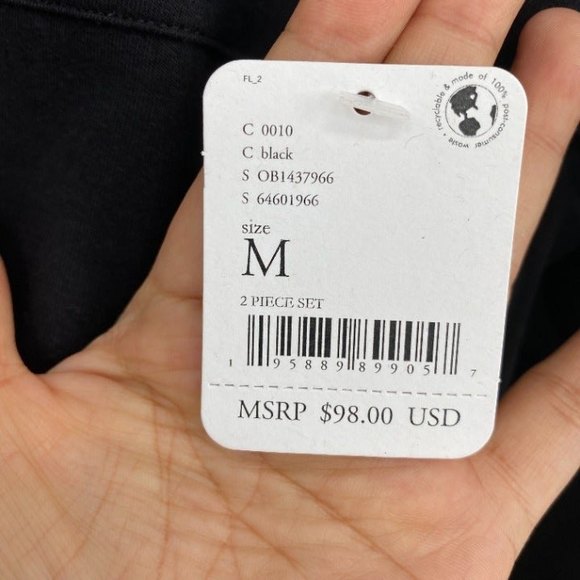 FL_2
recyclable & mode of 100% post-consumer waste •
C 0010
C black
S OB1437966
S 64601966
size
M
2 PIECE SET
1 95889 89905 7
MSRP $98.00 USD